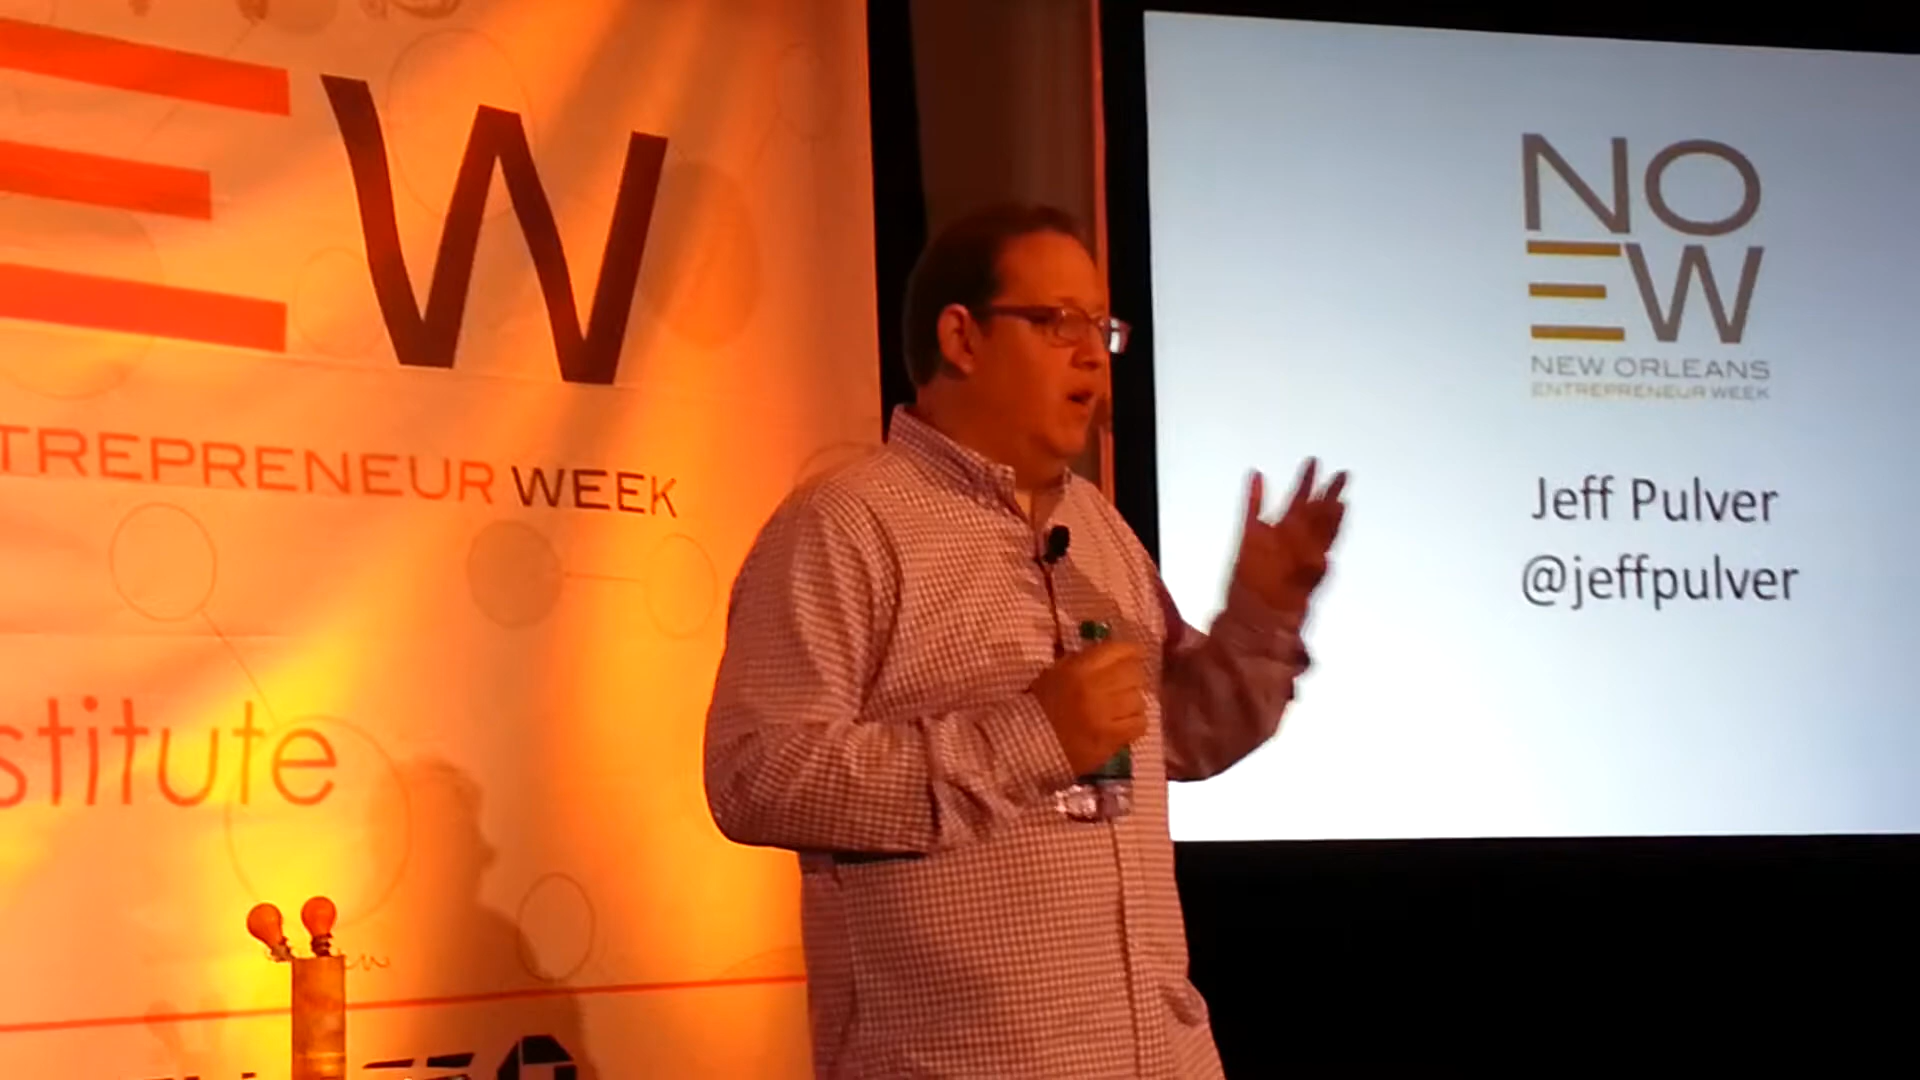 EW
TREPRENEUR WEEK
stitute
NO
EW
NEW ORLEANS
ENTREPRENEUR WEEK
Jeff Pulver
@jeffpulver